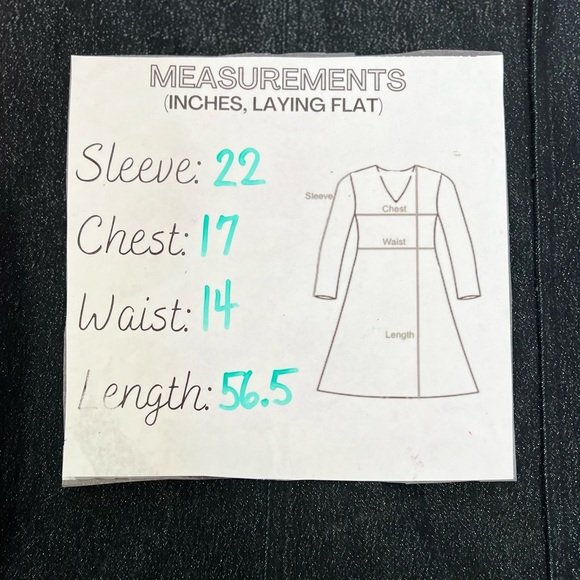 MEASUREMENTS
(INCHES, LAYING FLAT)
Sleeve: 22
Chest: 17
Waist: 14
Length: 56.5
Sleeve
Chest
Waist
Length